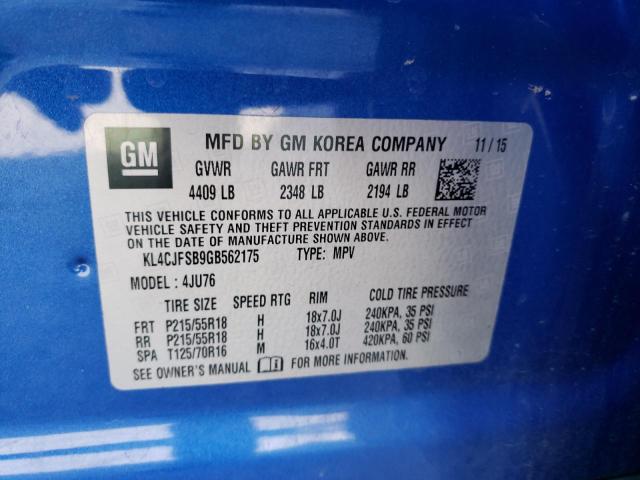 GM
MFD BY GM KOREA COMPANY 11/15
GVWR GAWR FRT GAWR RR
4409 LB 2348 LB 2194 LB
THIS VEHICLE CONFORMS TO ALL APPLICABLE U.S. FEDERAL MOTOR
VEHICLE SAFETY AND THEFT PREVENTION STANDARDS IN EFFECT
ON THE DATE OF MANUFACTURE SHOWN ABOVE.
KL4CJFSB9GB562175 TYPE: MPV
MODEL: 4JU76
TIRE SIZE SPEED RTG RIM COLD TIRE PRESSURE
FRT P215/55R18 H 18x7.0J 240KPA, 35 PSI
RR P215/55R18 H 18x7.0J 240KPA, 35 PSI
SPA T125/70R16 M 16x4.0T 420KPA, 60 PSI
SEE OWNER'S MANUAL FOR MORE INFORMATION.